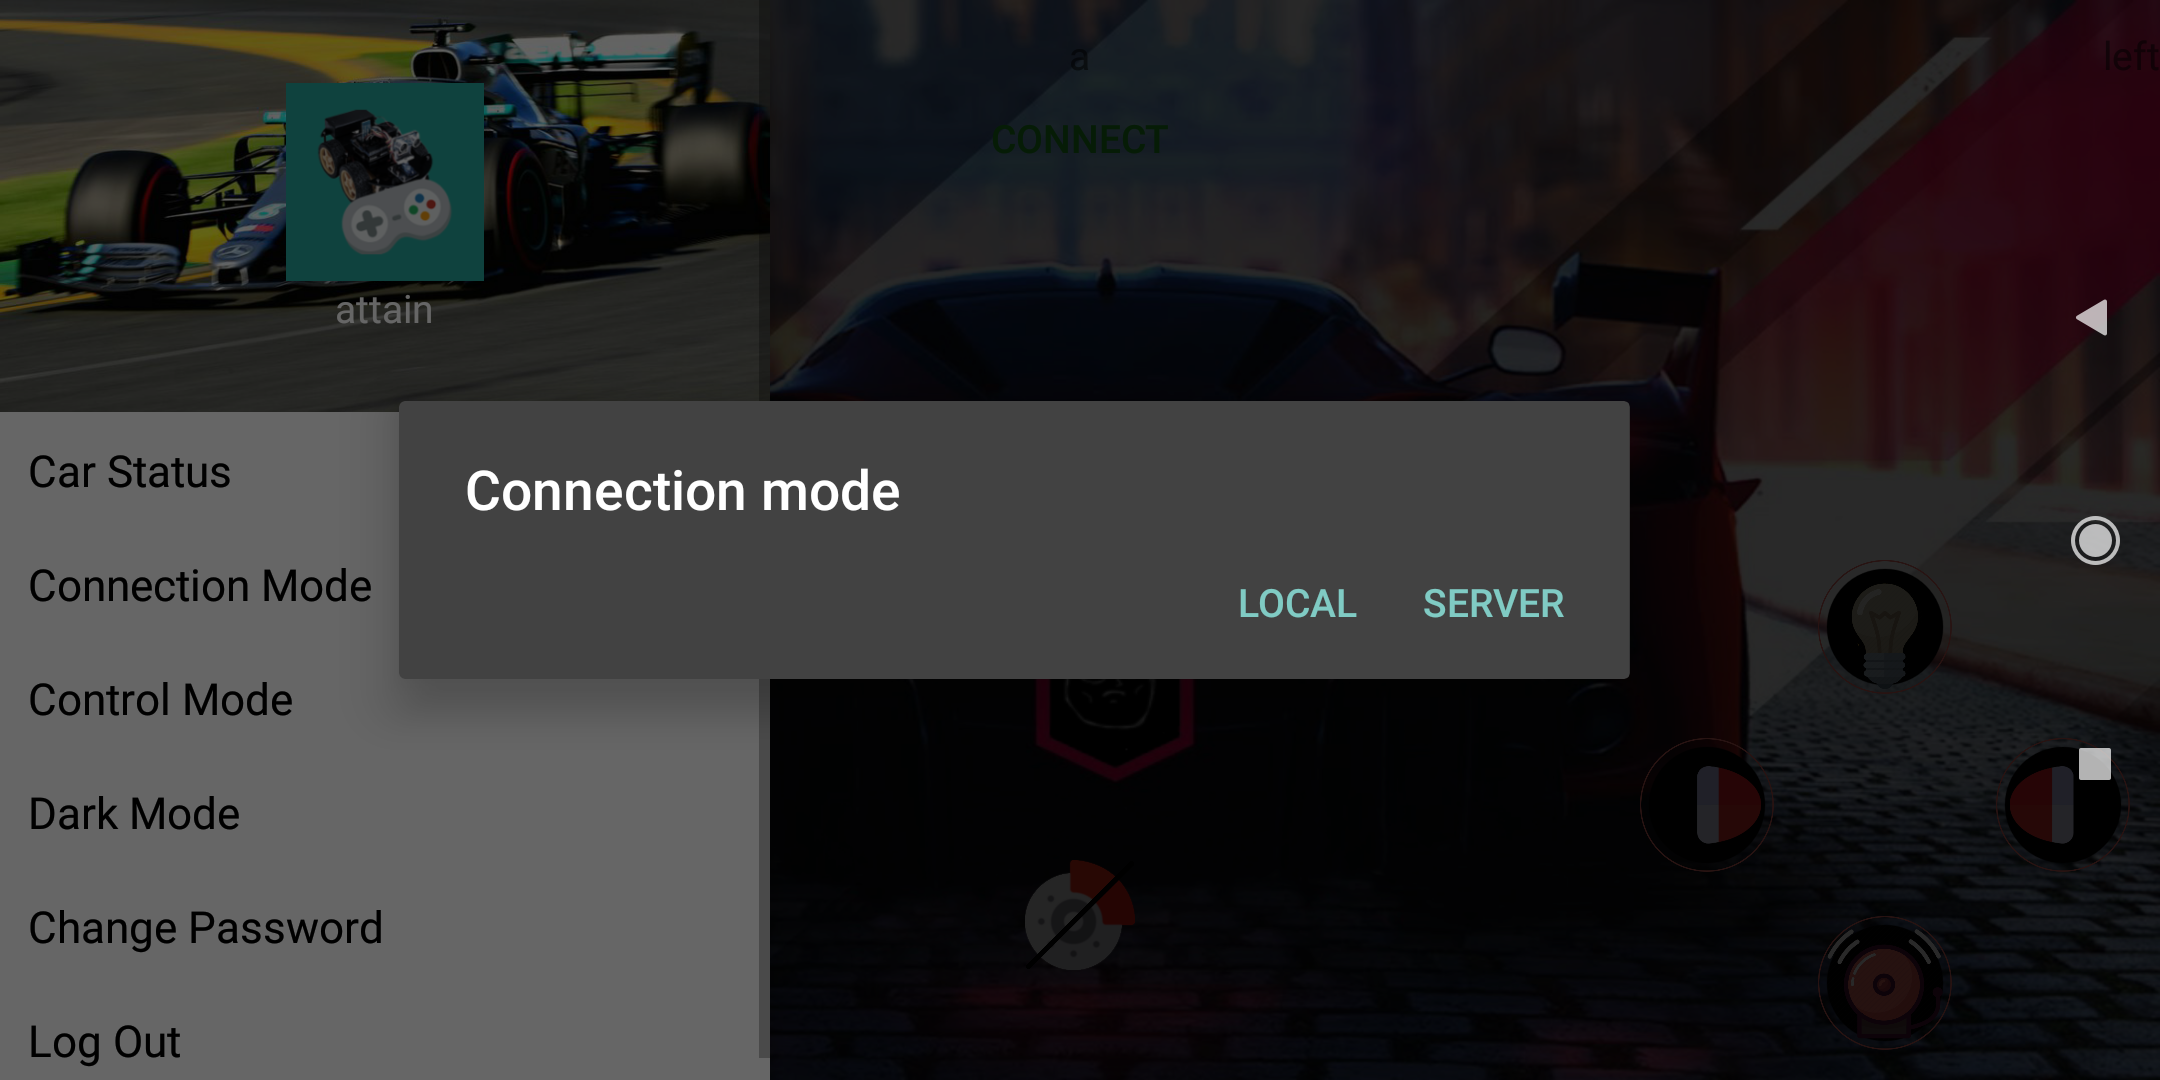 a
left
CONNECT
attain
Car Status
Connection Mode
Control Mode
Dark Mode
Change Password
Log Out
Connection mode
LOCAL
SERVER